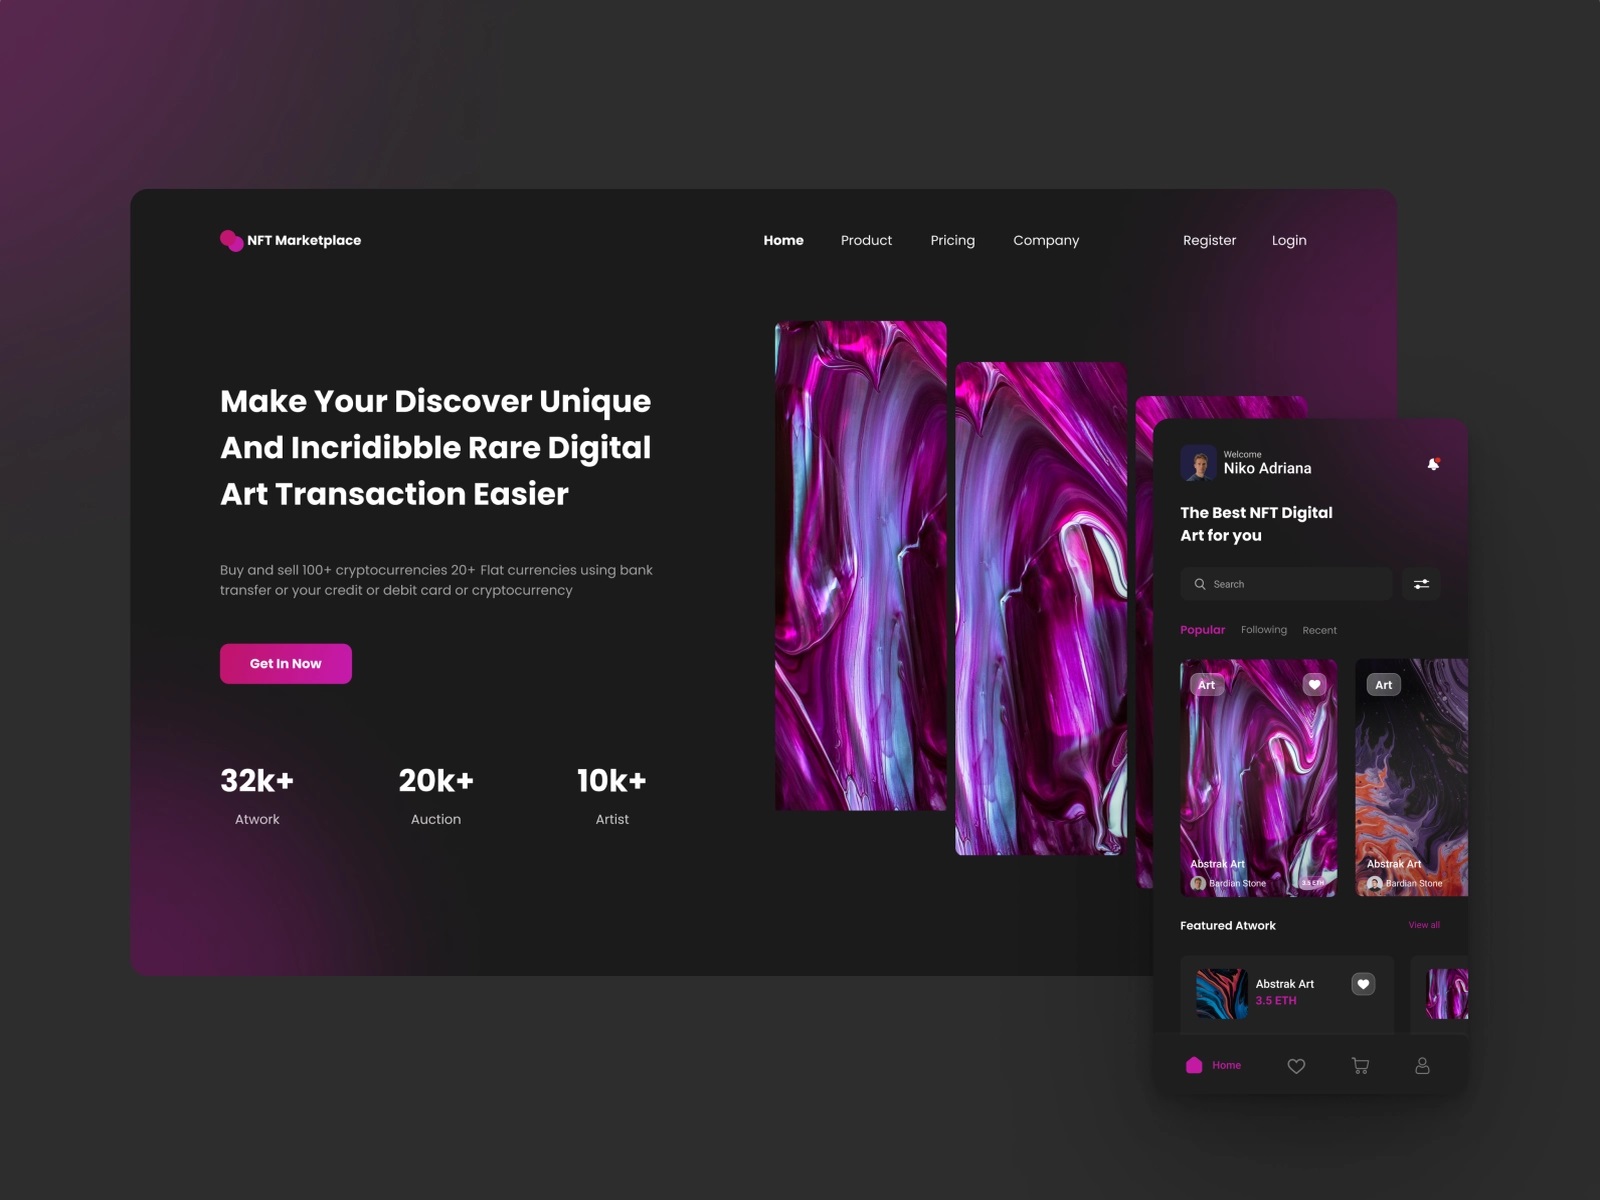 NFT Marketplace
Home Product Pricing Company Register Login
Make Your Discover Unique
And Incridibble Rare Digital
Art Transaction Easier
Buy and sell 100+ cryptocurrencies 20+ Flat currencies using bank
transfer or your credit or debit card or cryptocurrency
Get In Now
32k+ 20k+ 10k+
Atwork Auction Artist
Welcome
Niko Adriana
The Best NFT Digital
Art for you
Search
Popular Following Recent
Art Art
Abstrak Art Abstrak Art
Bardian Stone 3.5 ETH Bardian Stone
Featured Atwork View all
Abstrak Art
3.5 ETH
Home